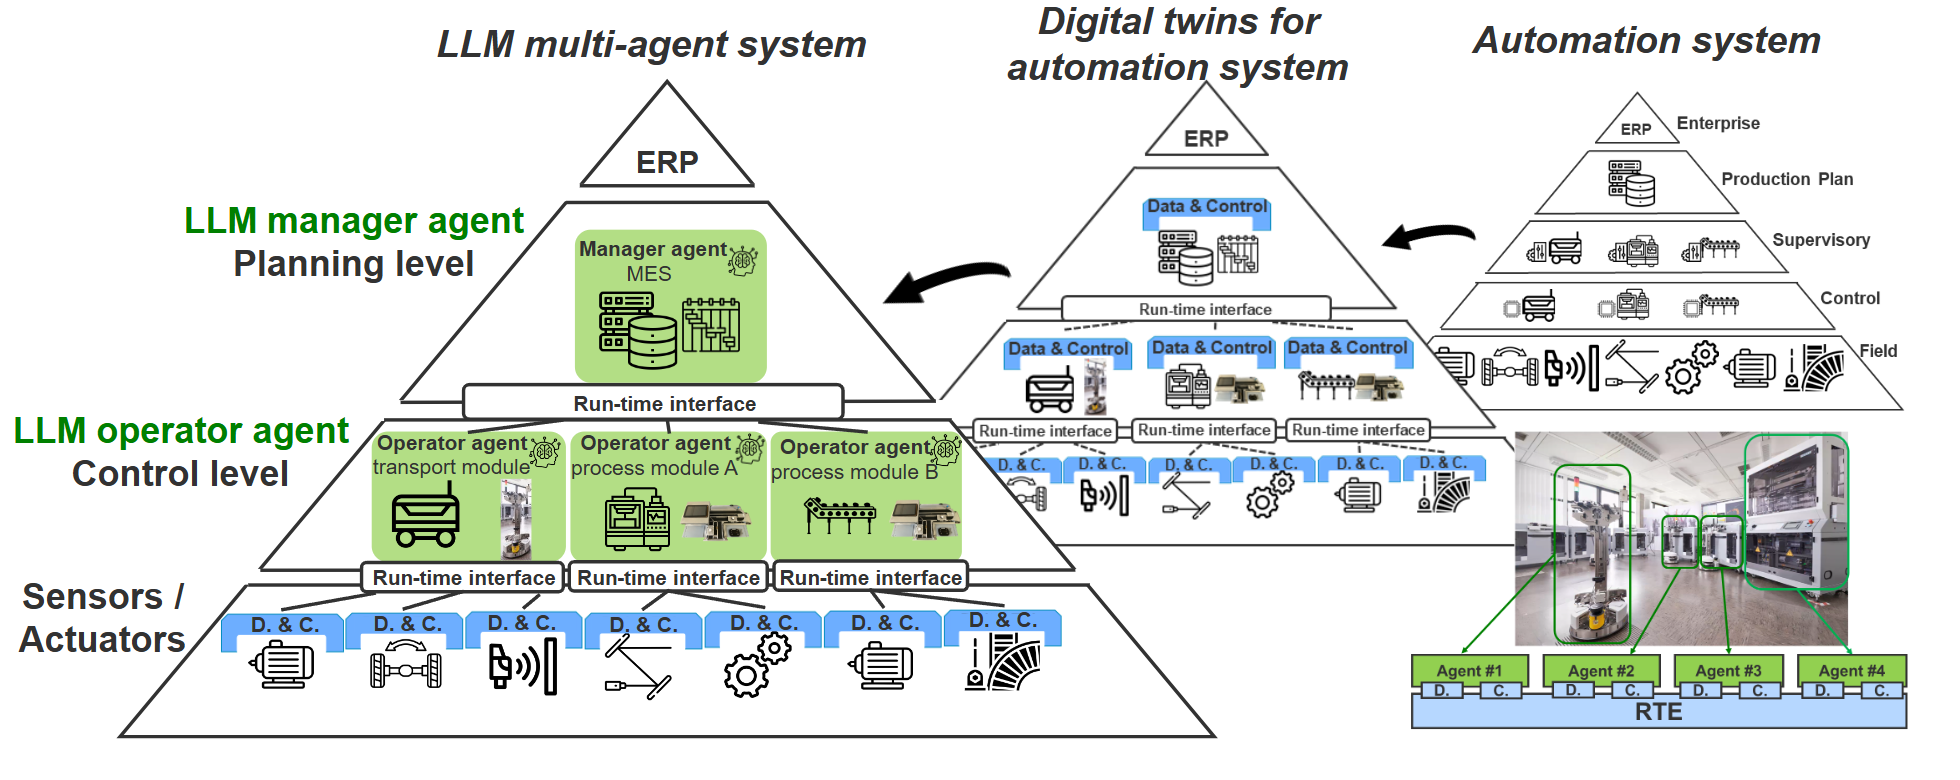 LLM multi-agent system
Digital twins for
automation system
Automation system
ERP
LLM manager agent
Planning level
Manager agent
MES
Run-time interface
LLM operator agent
Control level
Operator agent
transport module
Operator agent
process module A
Operator agent
process module B
Run-time interface
Run-time interface
Run-time interface
Sensors /
Actuators
D. & C.
D. & C.
D. & C.
D. & C.
D. & C.
D. & C.
D. & C.
ERP
Data & Control
Run-time interface
Data & Control
Data & Control
Data & Control
Run-time interface
Run-time interface
Run-time interface
D. & C.
D. & C.
D. & C.
D. & C.
D. & C.
D. & C.
ERP
Enterprise
Production Plan
Supervisory
Control
Field
Agent #1
Agent #2
Agent #3
Agent #4
D.
C.
D.
C.
D.
C.
D.
C.
RTE